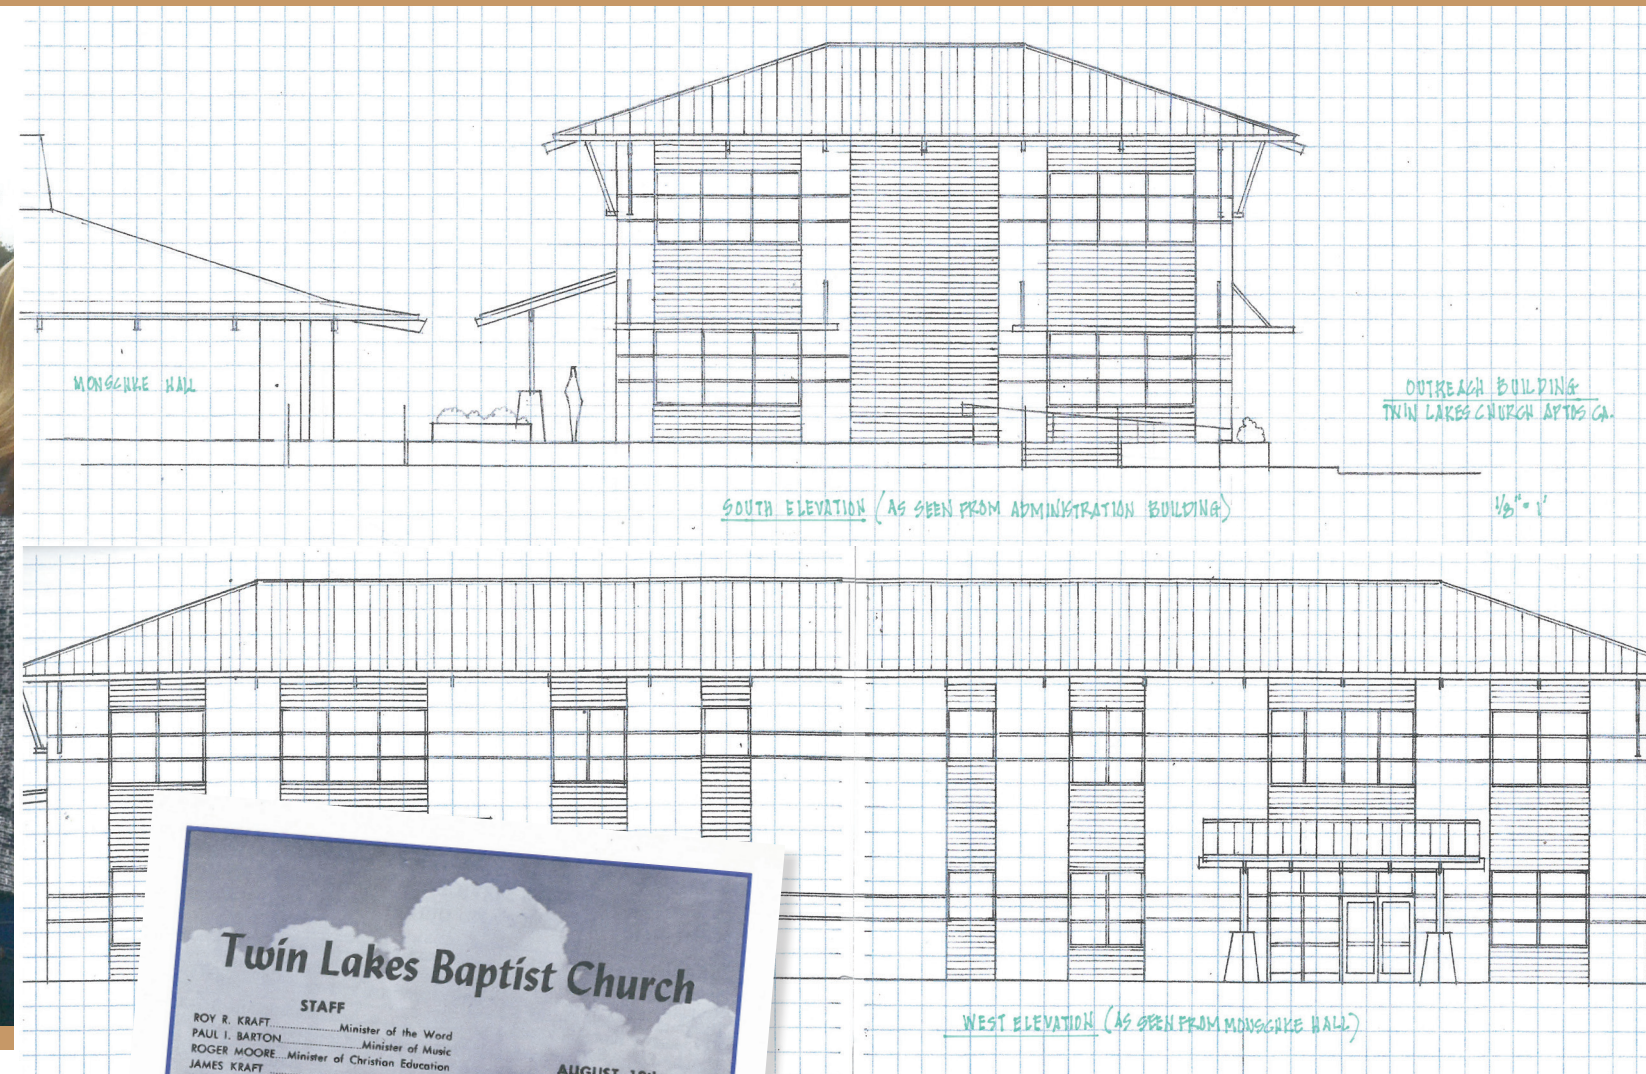 MONSCHKE HALL
OUTREACH BUILDING
TWIN LAKES CHURCH APTOS CA.
SOUTH ELEVATION (AS SEEN FROM ADMINISTRATION BUILDING)
1/8" = 1'
WEST ELEVATION (AS SEEN FROM MONSCHKE HALL)
Twin Lakes Baptist Church
STAFF
ROY R. KRAFT....................Minister of the Word
PAUL I. BARTON....................Minister of Music
ROGER MOORE...Minister of Christian Education
JAMES KRAFT
AUGUST